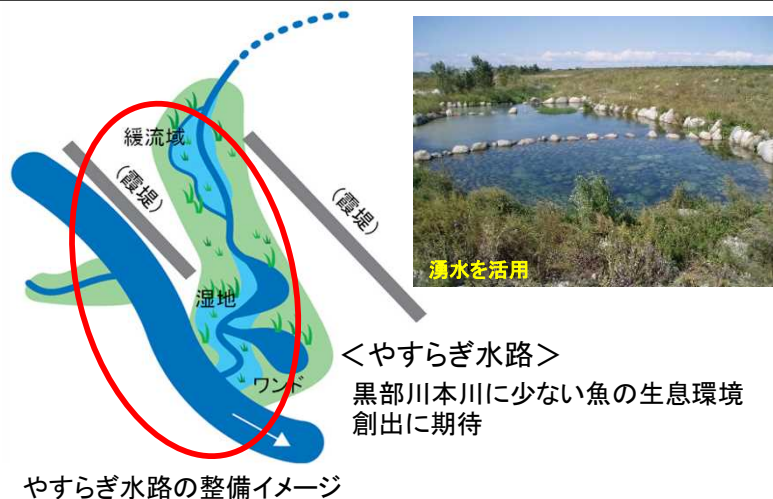 緩流域
(霞堤)
(霞堤)
湿地
ワンド
湧水を活用
＜やすらぎ水路＞
黒部川本川に少ない魚の生息環境
創出に期待
やすらぎ水路の整備イメージ